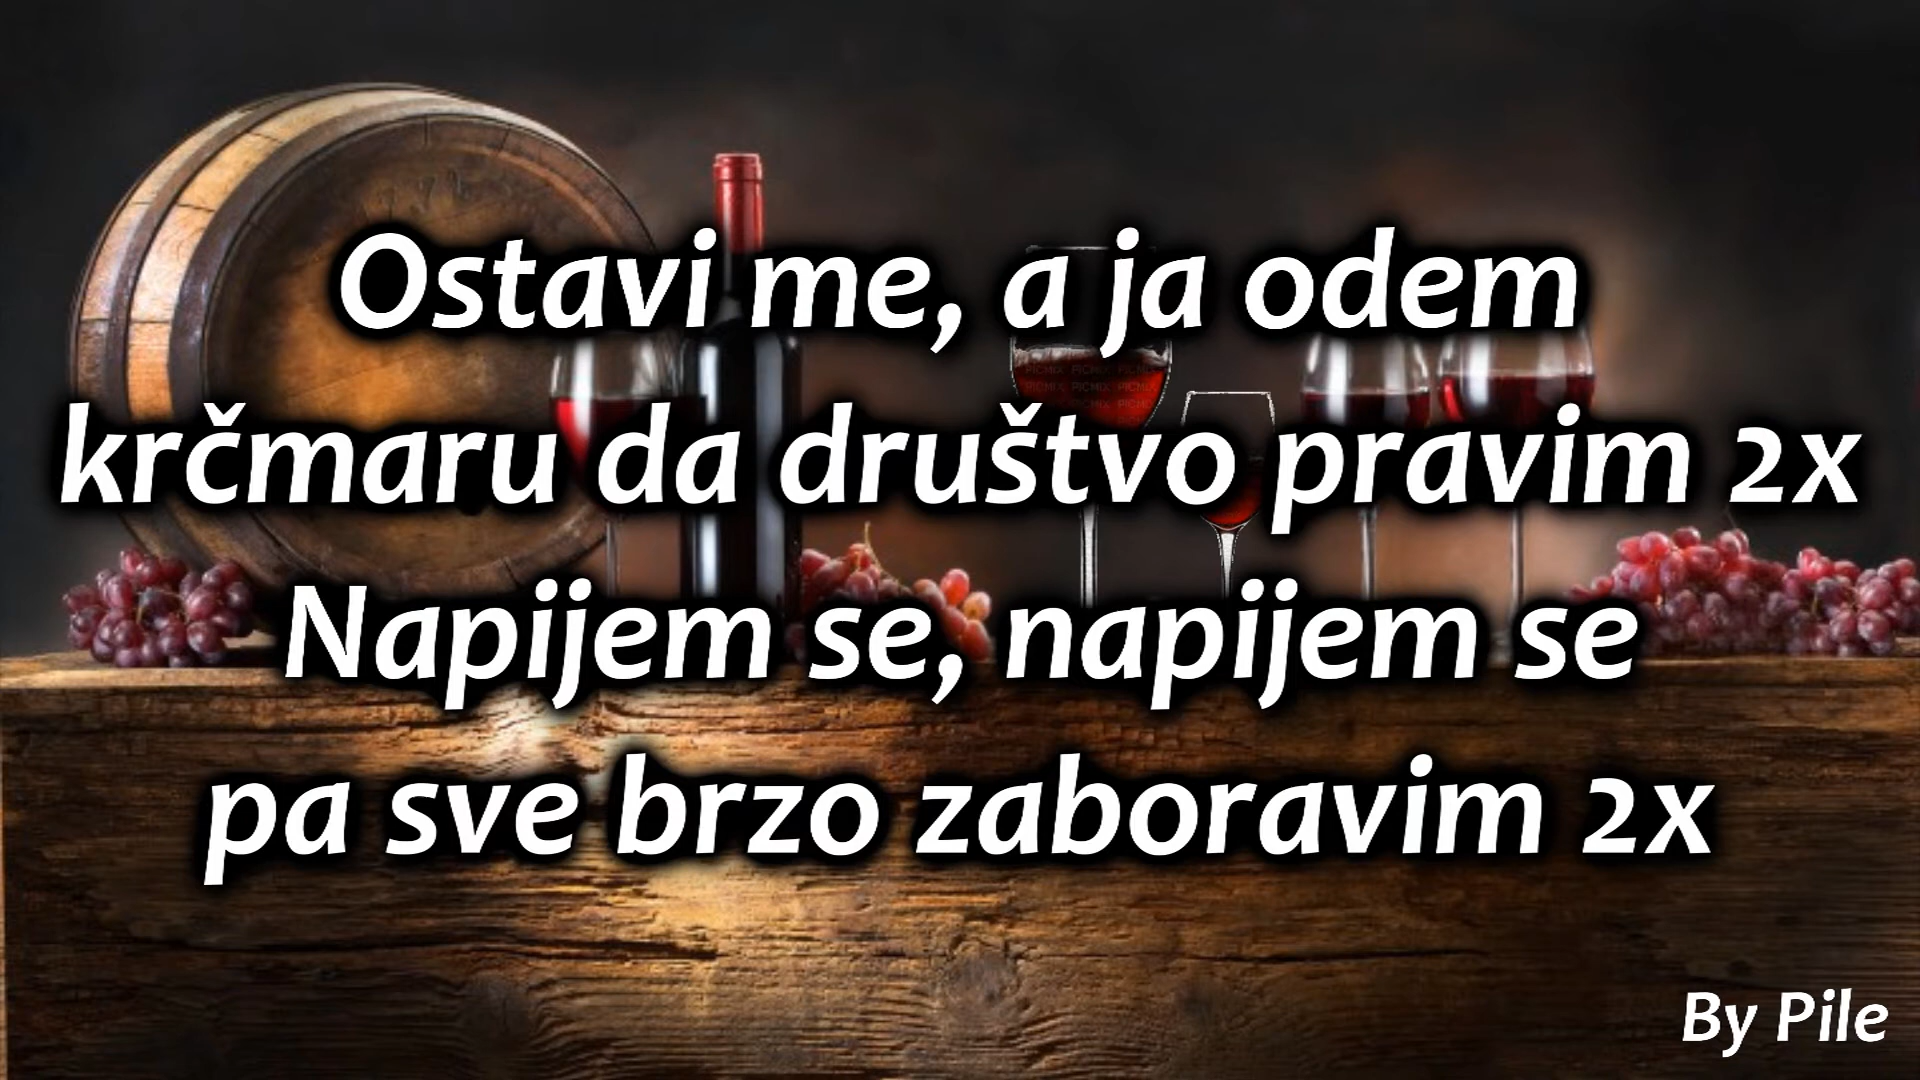 Ostavi me, a ja odem
krčmaru da društvo pravim 2x
Napijem se, napijem se
pa sve brzo zaboravim 2x
By Pile